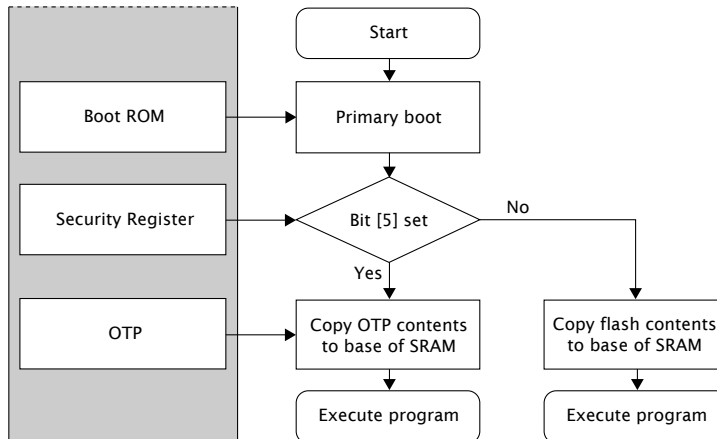 Start
Boot ROM
Primary boot
Security Register
Bit [5] set
No
Yes
OTP
Copy OTP contents
to base of SRAM
Copy flash contents
to base of SRAM
Execute program
Execute program